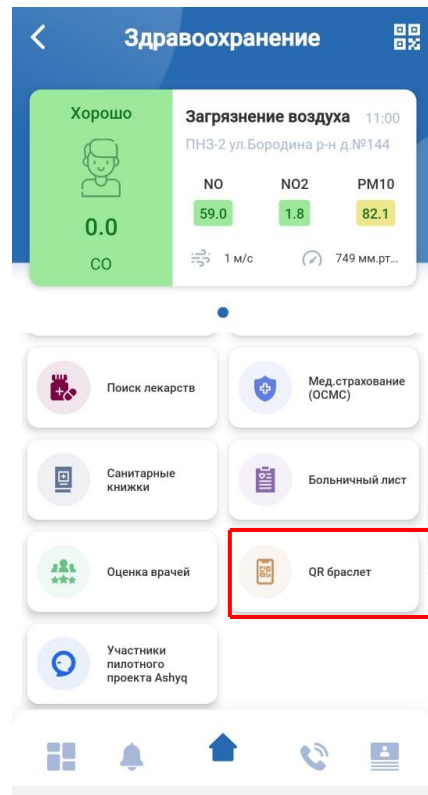 Здравоохранение
Хорошо
0.0
CO
Загрязнение воздуха 11:00
ПНЗ-2 ул.Бородина р-н д.№144
NO NO2 PM10
59.0 1.8 82.1
1 м/с 749 мм.рт...
Поиск лекарств
Мед.страхование
(ОСМС)
Санитарные
книжки
Больничный лист
Оценка врачей
QR браслет
Участники
пилотного
проекта Ashyq